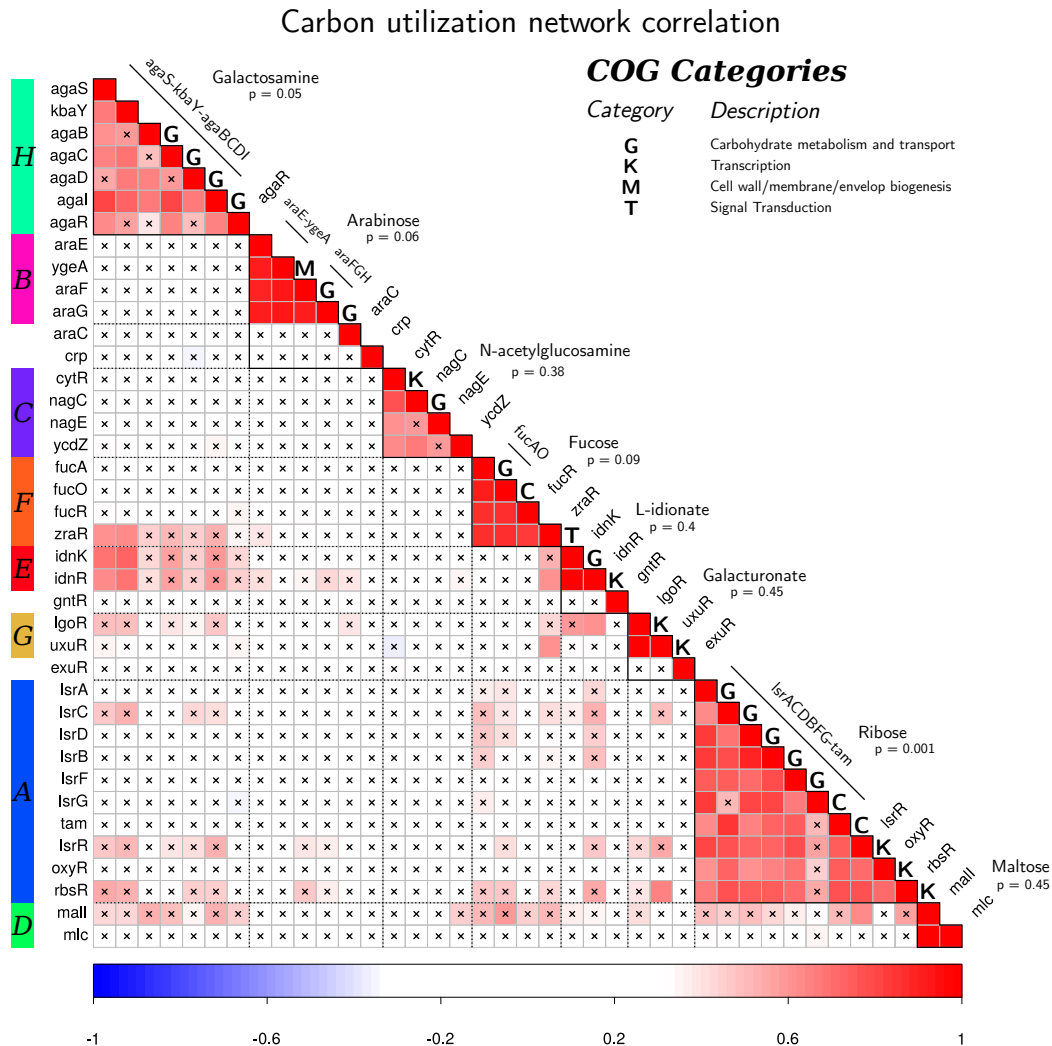 Carbon utilization network correlation
COG Categories
Category Description
G Carbohydrate metabolism and transport
K Transcription
M Cell wall/membrane/envelop biogenesis
T Signal Transduction
agaS-kbaY-agaBCDI
Galactosamine
p = 0.05
agaR
araE-ygeA
araFGH
Arabinose
p = 0.06
araC
crp
cytR
nagC
nagE
ycdZ
N-acetylglucosamine
p = 0.38
fucAO
Fucose
p = 0.09
fucR
zraR
idnK
idnR
gntR
L-idionate
p = 0.4
lgoR
uxuR
exuR
Galacturonate
p = 0.45
lsrACDBFG-tam
Ribose
p = 0.001
lsrR
oxyR
rbsR
malI
mlc
Maltose
p = 0.45
H
B
C
F
E
G
A
D
agaS
kbaY
agaB G
agaC G
agaD G
agaI G
agaR
araE
ygeA M
araF G
araG G
araC
crp
cytR K
nagC G
nagE
ycdZ
fucA G
fucO C
fucR
zraR T
idnK G
idnR K
gntR
lgoR K
uxuR K
exuR
lsrA G
lsrC G
lsrD G
lsrB G
lsrF G
lsrG C
tam C
lsrR K
oxyR K
rbsR K
malI
mlc
-1 -0.6 -0.2 0.2 0.6 1